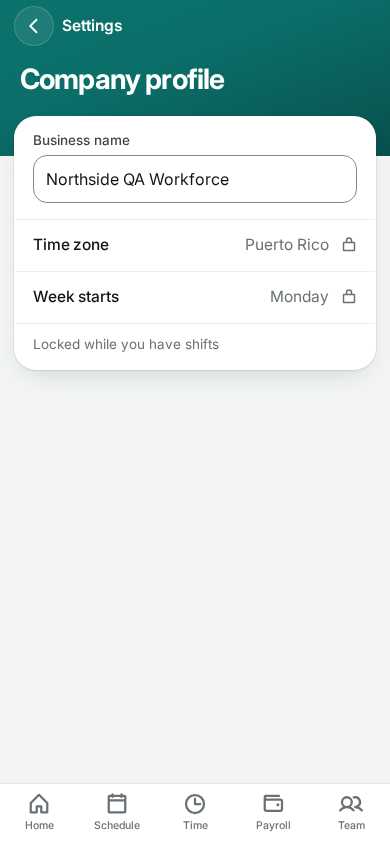 Settings
Company profile
Business name
Northside QA Workforce
Time zone Puerto Rico
Week starts Monday
Locked while you have shifts
Home Schedule Time Payroll Team